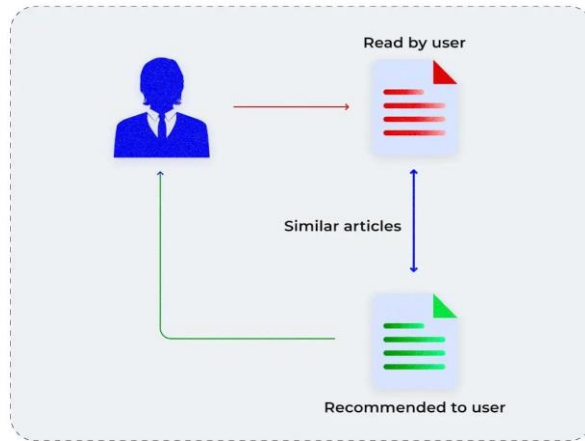 Read by user
Similar articles
Recommended to user